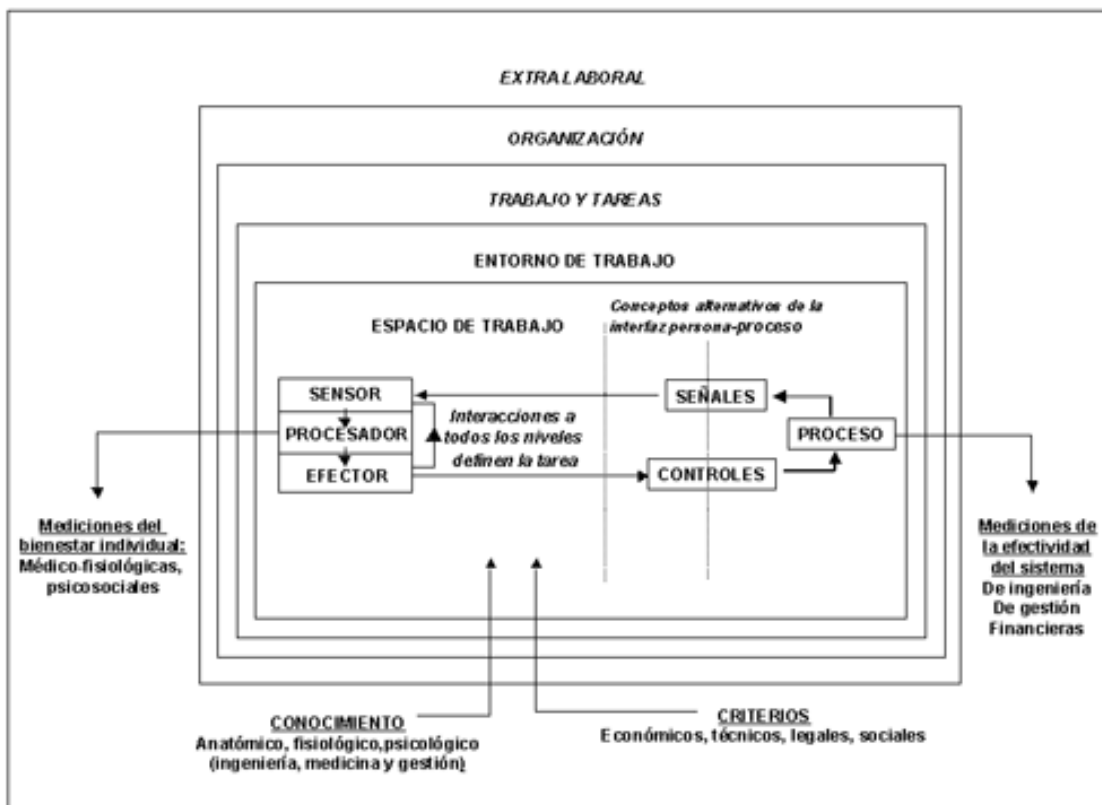 EXTRA LABORAL
ORGANIZACIÓN
TRABAJO Y TAREAS
ENTORNO DE TRABAJO
ESPACIO DE TRABAJO
Conceptos alternativos de la
interfaz persona-proceso
SENSOR
PROCESADOR
EFECTOR
Interacciones a
todos los niveles
definen la tarea
SEÑALES
PROCESO
CONTROLES
Mediciones del
bienestar individual:
Médico-fisiológicas,
psicosociales
Mediciones de
la efectividad
del sistema
De ingeniería
De gestión
Financieras
CONOCIMIENTO
Anatómico, fisiológico,psicológico
(ingeniería, medicina y gestión)
CRITERIOS
Económicos, técnicos, legales, sociales